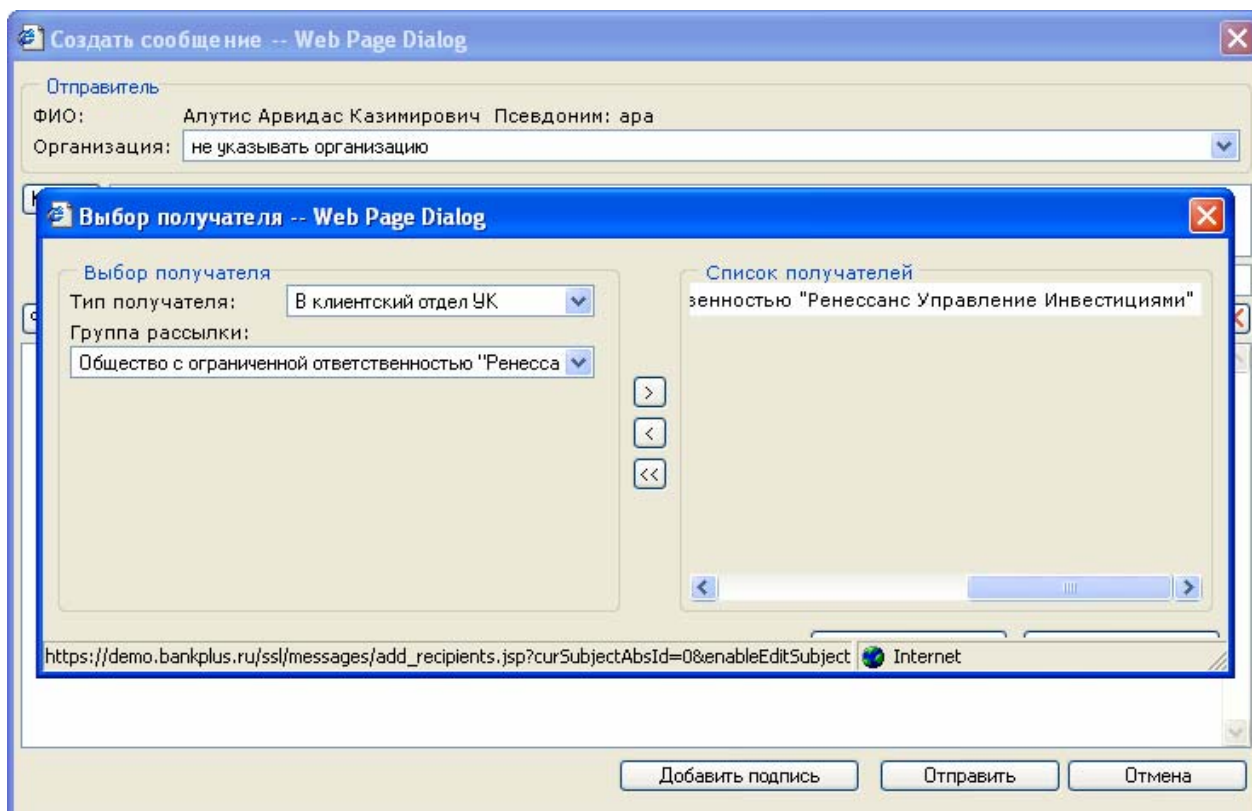 Создать сообщение -- Web Page Dialog
Отправитель
ФИО: Алутис Арвидас Казимирович Псевдоним: ара
Организация: не указывать организацию
Выбор получателя -- Web Page Dialog
Выбор получателя
Тип получателя: В клиентский отдел УК
Группа рассылки:
Общество с ограниченной ответственностью "Ренесса
>
<
<<
Список получателей
зенностью "Ренессанс Управление Инвестициями"
https://demo.bankplus.ru/ssl/messages/add_recipients.jsp?curSubjectAbsId=0&enableEditSubject Internet
Добавить подпись Отправить Отмена